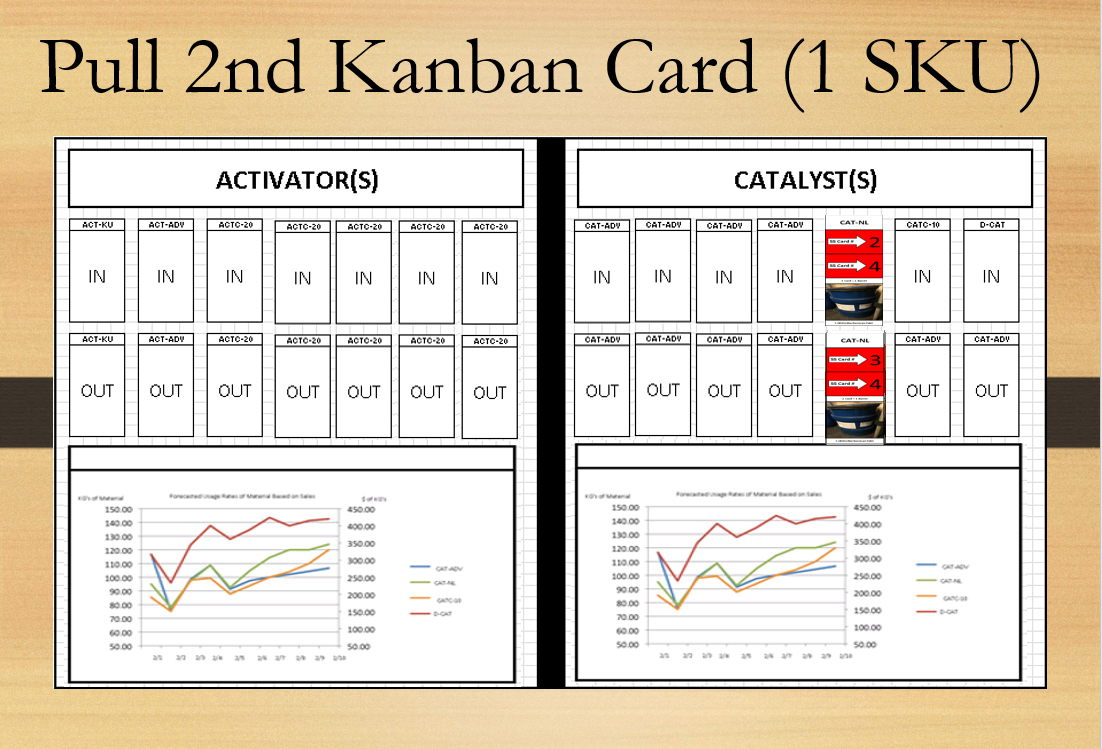 Pull 2nd Kanban Card (1 SKU)
ACTIVATOR(S)
ACT-KU ACT-ADV ACTC-20 ACTC-20 ACTC-20 ACTC-20 ACTC-20
IN IN IN IN IN IN IN
ACT-KU ACT-ADV ACTC-20 ACTC-20 ACTC-20 ACTC-20 ACTC-20
OUT OUT OUT OUT OUT OUT OUT
KG's of Material
Forecasted Usage Rates of Material Based on Sales
$ of KG's
150.00 450.00
140.00 400.00
130.00 350.00
120.00 300.00
110.00 250.00
100.00 200.00
90.00 150.00
80.00 100.00
70.00 50.00
60.00
50.00
2/1 2/2 2/3 2/4 2/5 2/6 2/7 2/8 2/9 2/10
CAT-ADV
CAT-NL
CATC-10
D-CAT
CATALYST(S)
CAT-ADV CAT-ADV CAT-ADV CAT-ADV CAT-NL CATC-10 D-CAT
IN IN IN IN IN IN
SS Card # 2
SS Card # 4
CAT-ADV CAT-ADV CAT-ADV CAT-ADV CAT-NL CAT-ADV CAT-ADV
OUT OUT OUT OUT OUT OUT
SS Card # 3
SS Card # 4
KG's of Material
Forecasted Usage Rates of Material Based on Sales
$ of KG's
150.00 450.00
140.00 400.00
130.00 350.00
120.00 300.00
110.00 250.00
100.00 200.00
90.00 150.00
80.00 100.00
70.00 50.00
60.00
50.00
2/1 2/2 2/3 2/4 2/5 2/6 2/7 2/8 2/9 2/10
CAT-ADV
CAT-NL
CATC-10
D-CAT